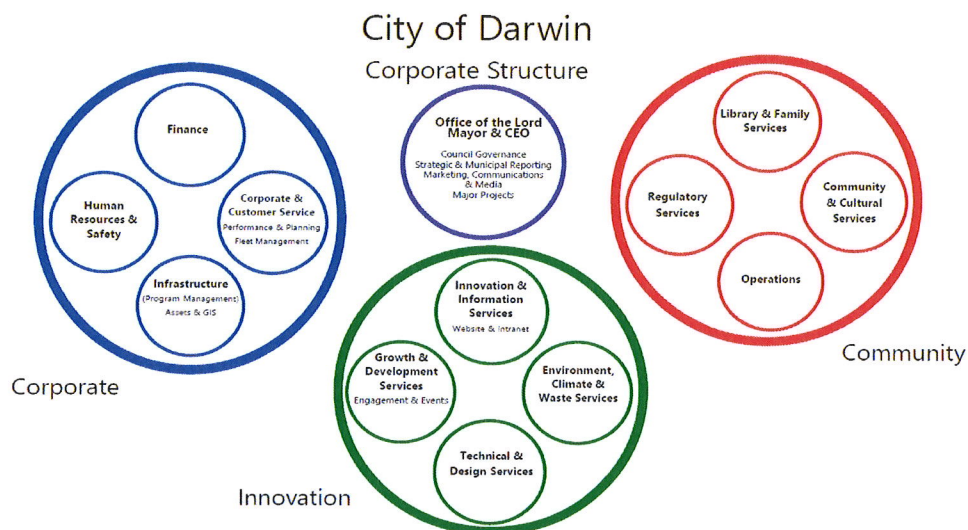 City of Darwin
Corporate Structure
Finance
Human
Resources &
Safety
Corporate &
Customer Service
Performance & Planning
Fleet Management
Infrastructure
(Program Management)
Assets & GIS
Corporate
Office of the Lord
Mayor & CEO
Council Governance
Strategic & Municipal Reporting
Marketing, Communications
& Media
Major Projects
Library & Family
Services
Regulatory
Services
Community
& Cultural
Services
Operations
Community
Innovation &
Information
Services
Website & Intranet
Growth &
Development
Services
Engagement & Events
Environment,
Climate &
Waste Services
Technical &
Design Services
Innovation